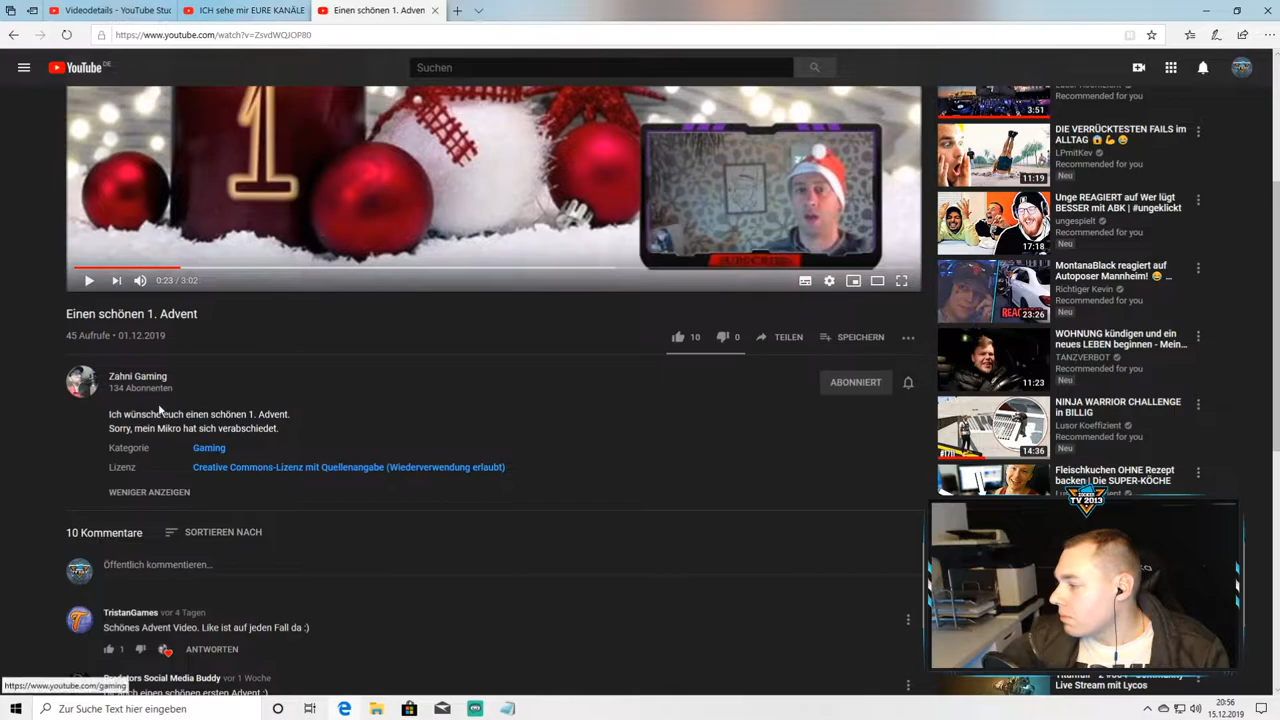 Videodetails - YouTube Stud
ICH sehe mir EURE KANÄLE
Einen schönen 1. Adven
https://www.youtube.com/watch?v=ZsvdWQJOP80
YouTube DE
Suchen
1
SUBSCRIBED
0:23 / 3:02
Einen schönen 1. Advent
45 Aufrufe • 01.12.2019
10
0
TEILEN
SPEICHERN
Zahni Gaming
134 Abonnenten
ABONNIERT
Ich wünsche euch einen schönen 1. Advent.
Sorry, mein Mikro hat sich verabschiedet.
Kategorie
Gaming
Lizenz
Creative Commons-Lizenz mit Quellenangabe (Wiederverwendung erlaubt)
WENIGER ANZEIGEN
10 Kommentare
SORTIEREN NACH
Öffentlich kommentieren...
TristanGames vor 4 Tagen
Schönes Advent Video. Like ist auf jeden Fall da :)
1
ANTWORTEN
Predators Social Media Buddy vor 1 Woche
einen schönen ersten Advent :)
https://www.youtube.com/gaming
3:51
Recommended for you
11:19
DIE VERRÜCKTESTEN FAILS im
ALLTAG
LPmitKev
Recommended for you
Neu
17:18
Unge REAGIERT auf Wer lügt
BESSER mit ABK | #ungeklickt
ungespielt
Recommended for you
Neu
23:26
MontanaBlack reagiert auf
Autoposer Mannheim! ...
Richtiger Kevin
Recommended for you
Neu
11:23
WOHNUNG kündigen und ein
neues LEBEN beginnen - Mein...
TANZVERBOT
Recommended for you
Neu
14:36
NINJA WARRIOR CHALLENGE
in BILLIG
Lusor Koeffizient
Recommended for you
Neu
Fleischkuchen OHNE Rezept
backen | Die SUPER-KÖCHE
TV 2013
Live Stream mit Lycos
Zur Suche Text hier eingeben
20:56
15.12.2019